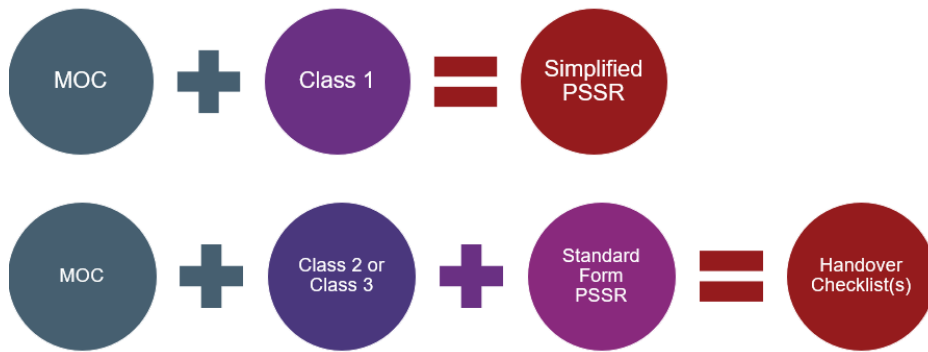 MOC
Class 1
Simplified
PSSR
MOC
Class 2 or
Class 3
Standard
Form
PSSR
Handover
Checklist(s)